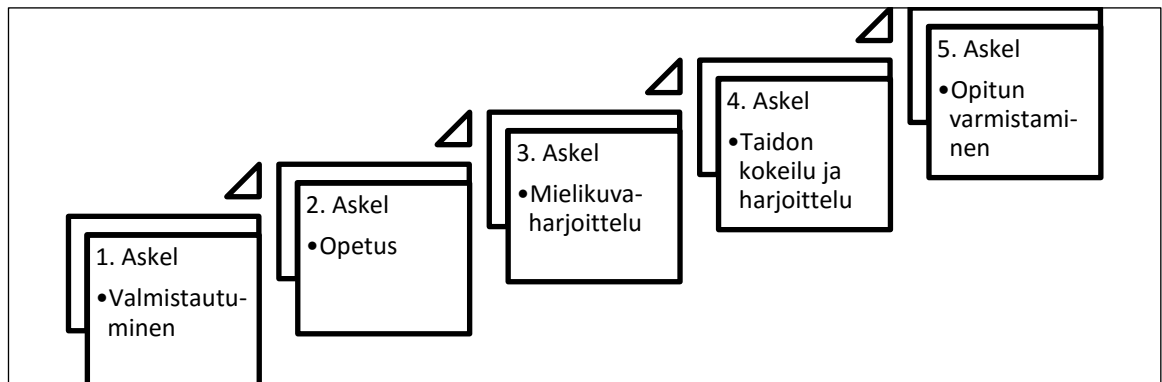 1. Askel
•Valmistautu-
minen
2. Askel
•Opetus
3. Askel
•Mielikuva-
harjoittelu
4. Askel
•Taidon
kokeilu ja
harjoittelu
5. Askel
•Opitun
varmistami-
nen